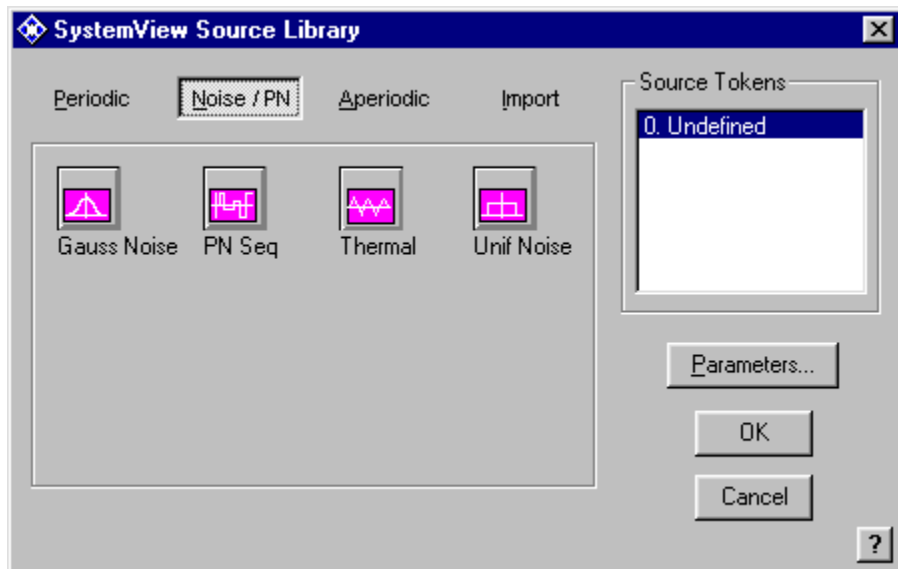 SystemView Source Library
Periodic Noise / PN Aperiodic Import
Source Tokens
0. Undefined
Gauss Noise PN Seq Thermal Unif Noise
Parameters...
OK
Cancel
?